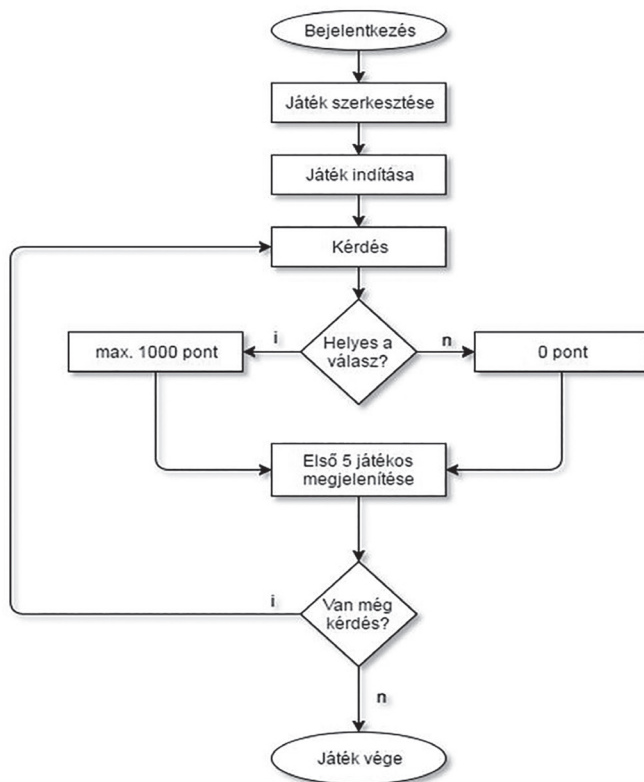 Bejelentkezés
Játék szerkesztése
Játék indítása
Kérdés
i
Helyes a
válasz?
n
max. 1000 pont
0 pont
Első 5 játékos
megjelenítése
i
Van még
kérdés?
n
Játék vége